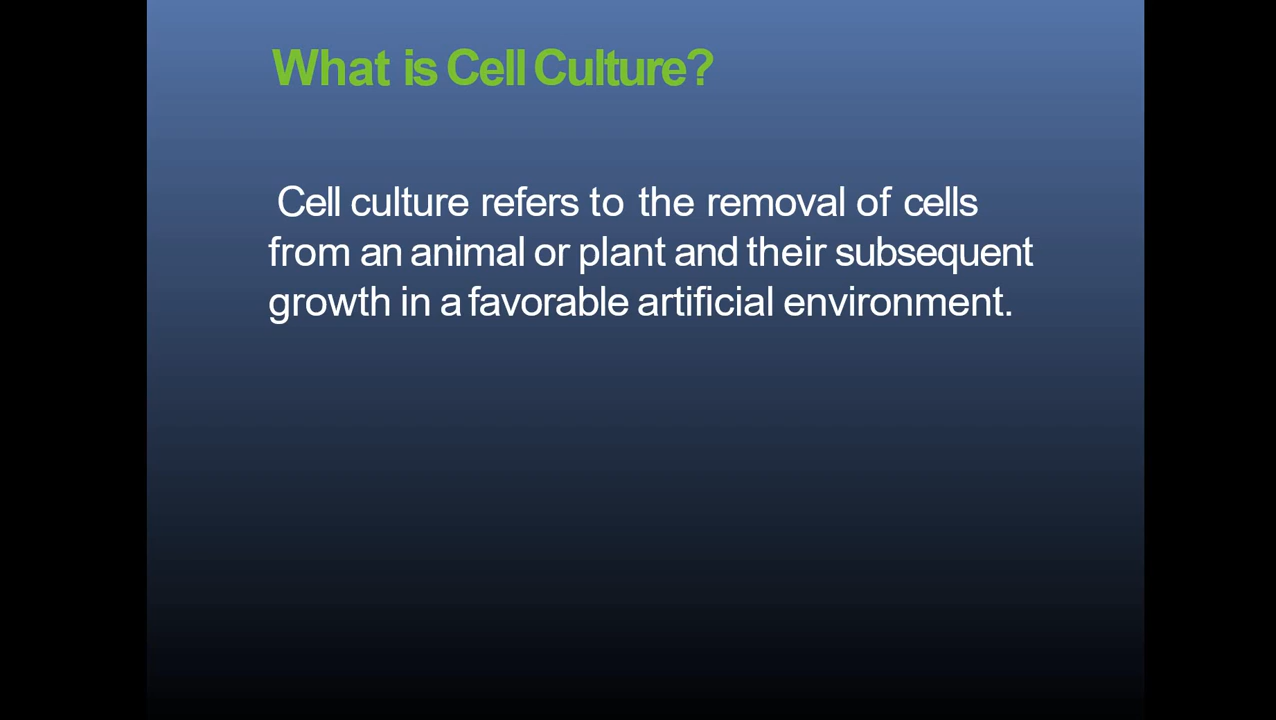 What is Cell Culture?
Cell culture refers to the removal of cells
from an animal or plant and their subsequent
growth in a favorable artificial environment.